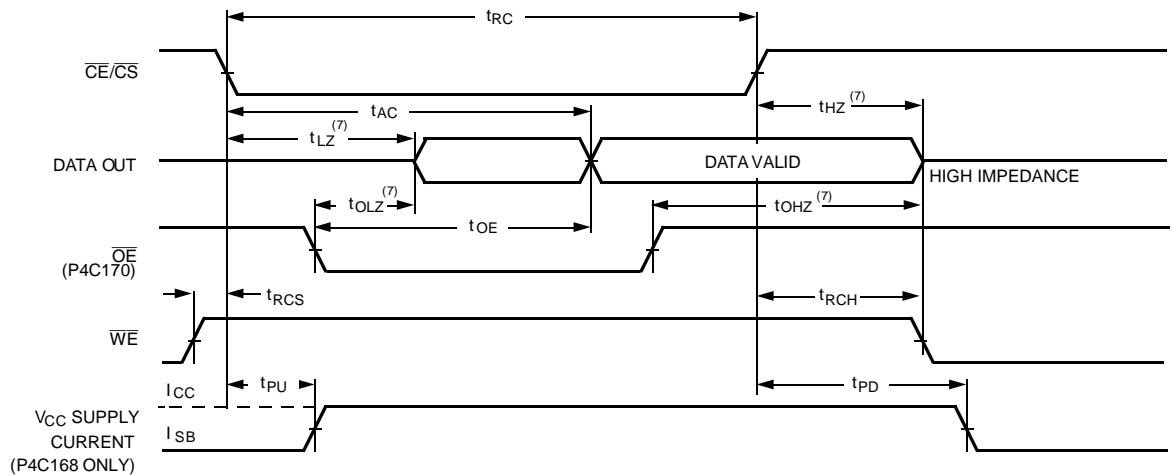 tRC
CE/CS
tAC
tHZ (7)
tLZ (7)
DATA OUT
DATA VALID
HIGH IMPEDANCE
tOLZ (7)
tOHZ (7)
tOE
OE
(P4C170)
tRCS
tRCH
WE
ICC
tPU
tPD
VCC SUPPLY
CURRENT
(P4C168 ONLY)
ISB